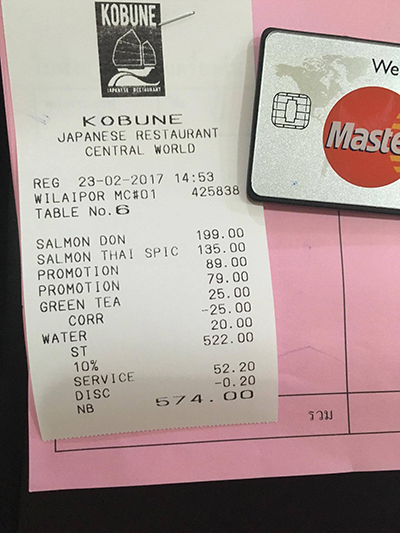 KOBUNE
JAPANESE RESTAURANT
KOBUNE
JAPANESE RESTAURANT
CENTRAL WORLD
REG 23-02-2017 14:53
WILAIPOR MC#01 425838
TABLE No.6
SALMON DON 199.00
SALMON THAI SPIC 135.00
PROMOTION 89.00
PROMOTION 79.00
GREEN TEA 25.00
CORR -25.00
WATER 20.00
ST 522.00
10%
SERVICE 52.20
DISC -0.20
NB 574.00
We
Maste
รวม